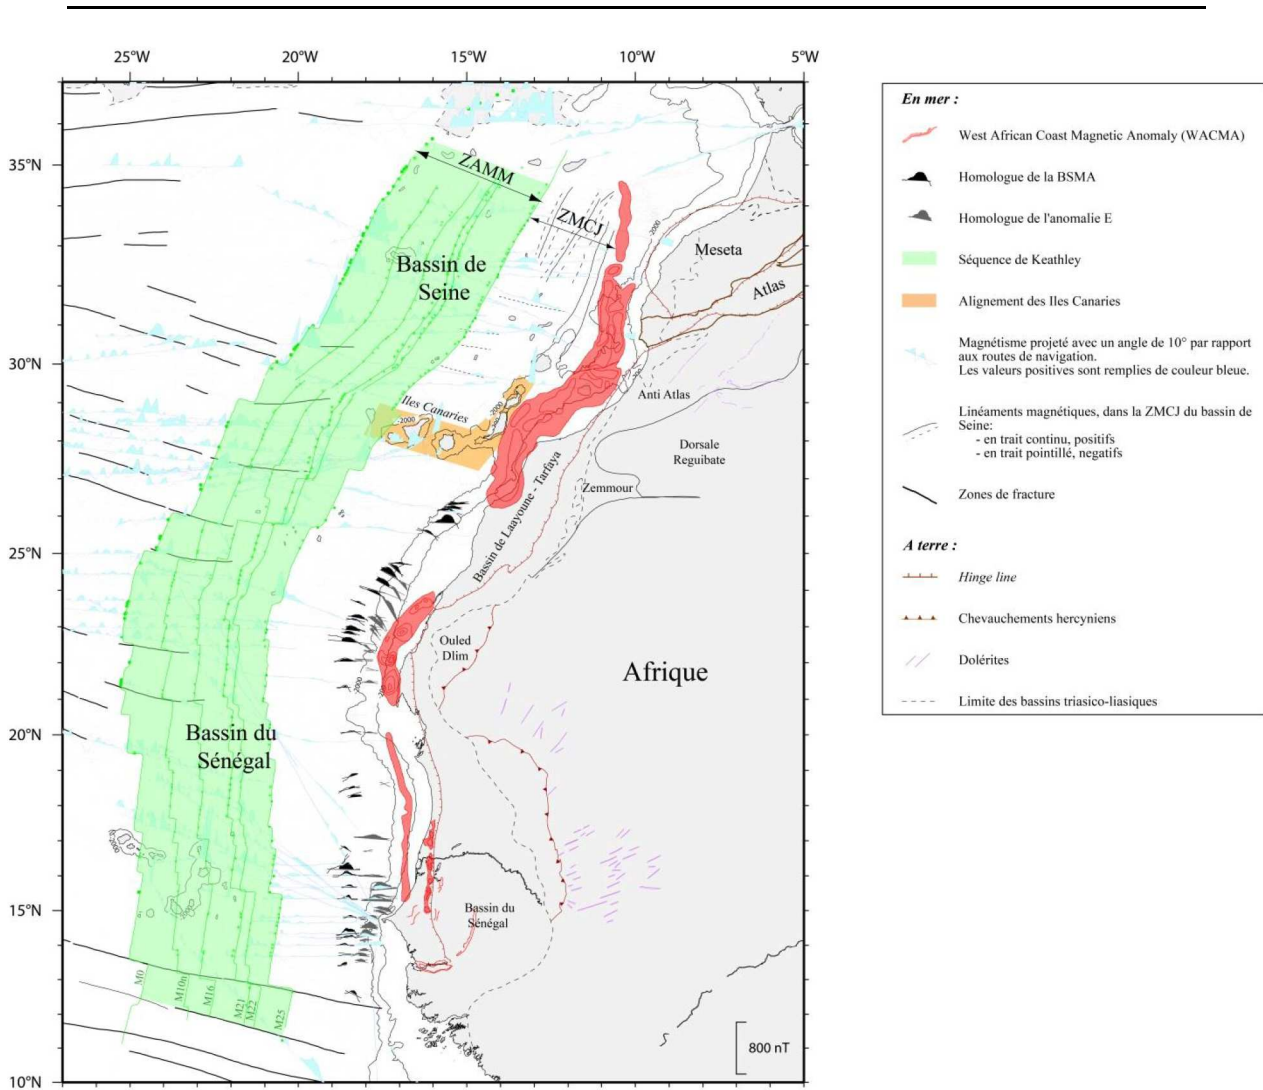 25°W
20°W
15°W
10°W
5°W
35°N
30°N
25°N
20°N
15°N
10°N
ZAMM
ZMCJ
-2000
Meseta
Bassin de
Seine
Atlas
Iles Canaries
-2000
-2000
Anti Atlas
Dorsale
Reguibate
Zemmour
Bassin de Laayoune - Tarfaya
Ouled
Dlim
Afrique
-2000
Bassin du
Sénégal
-2000
Bassin du
Sénégal
M0
M10n
M16
M21
M22
M25
800 nT
En mer :
West African Coast Magnetic Anomaly (WACMA)
Homologue de la BSMA
Homologue de l'anomalie E
Séquence de Keathley
Alignement des Iles Canaries
Magnétisme projeté avec un angle de 10° par rapport
aux routes de navigation.
Les valeurs positives sont remplies de couleur bleue.
Linéaments magnétiques, dans la ZMCJ du bassin de
Seine:
- en trait continu, positifs
- en trait pointillé, negatifs
Zones de fracture
A terre :
Hinge line
Chevauchements hercyniens
Dolérites
Limite des bassins triasico-liasiques